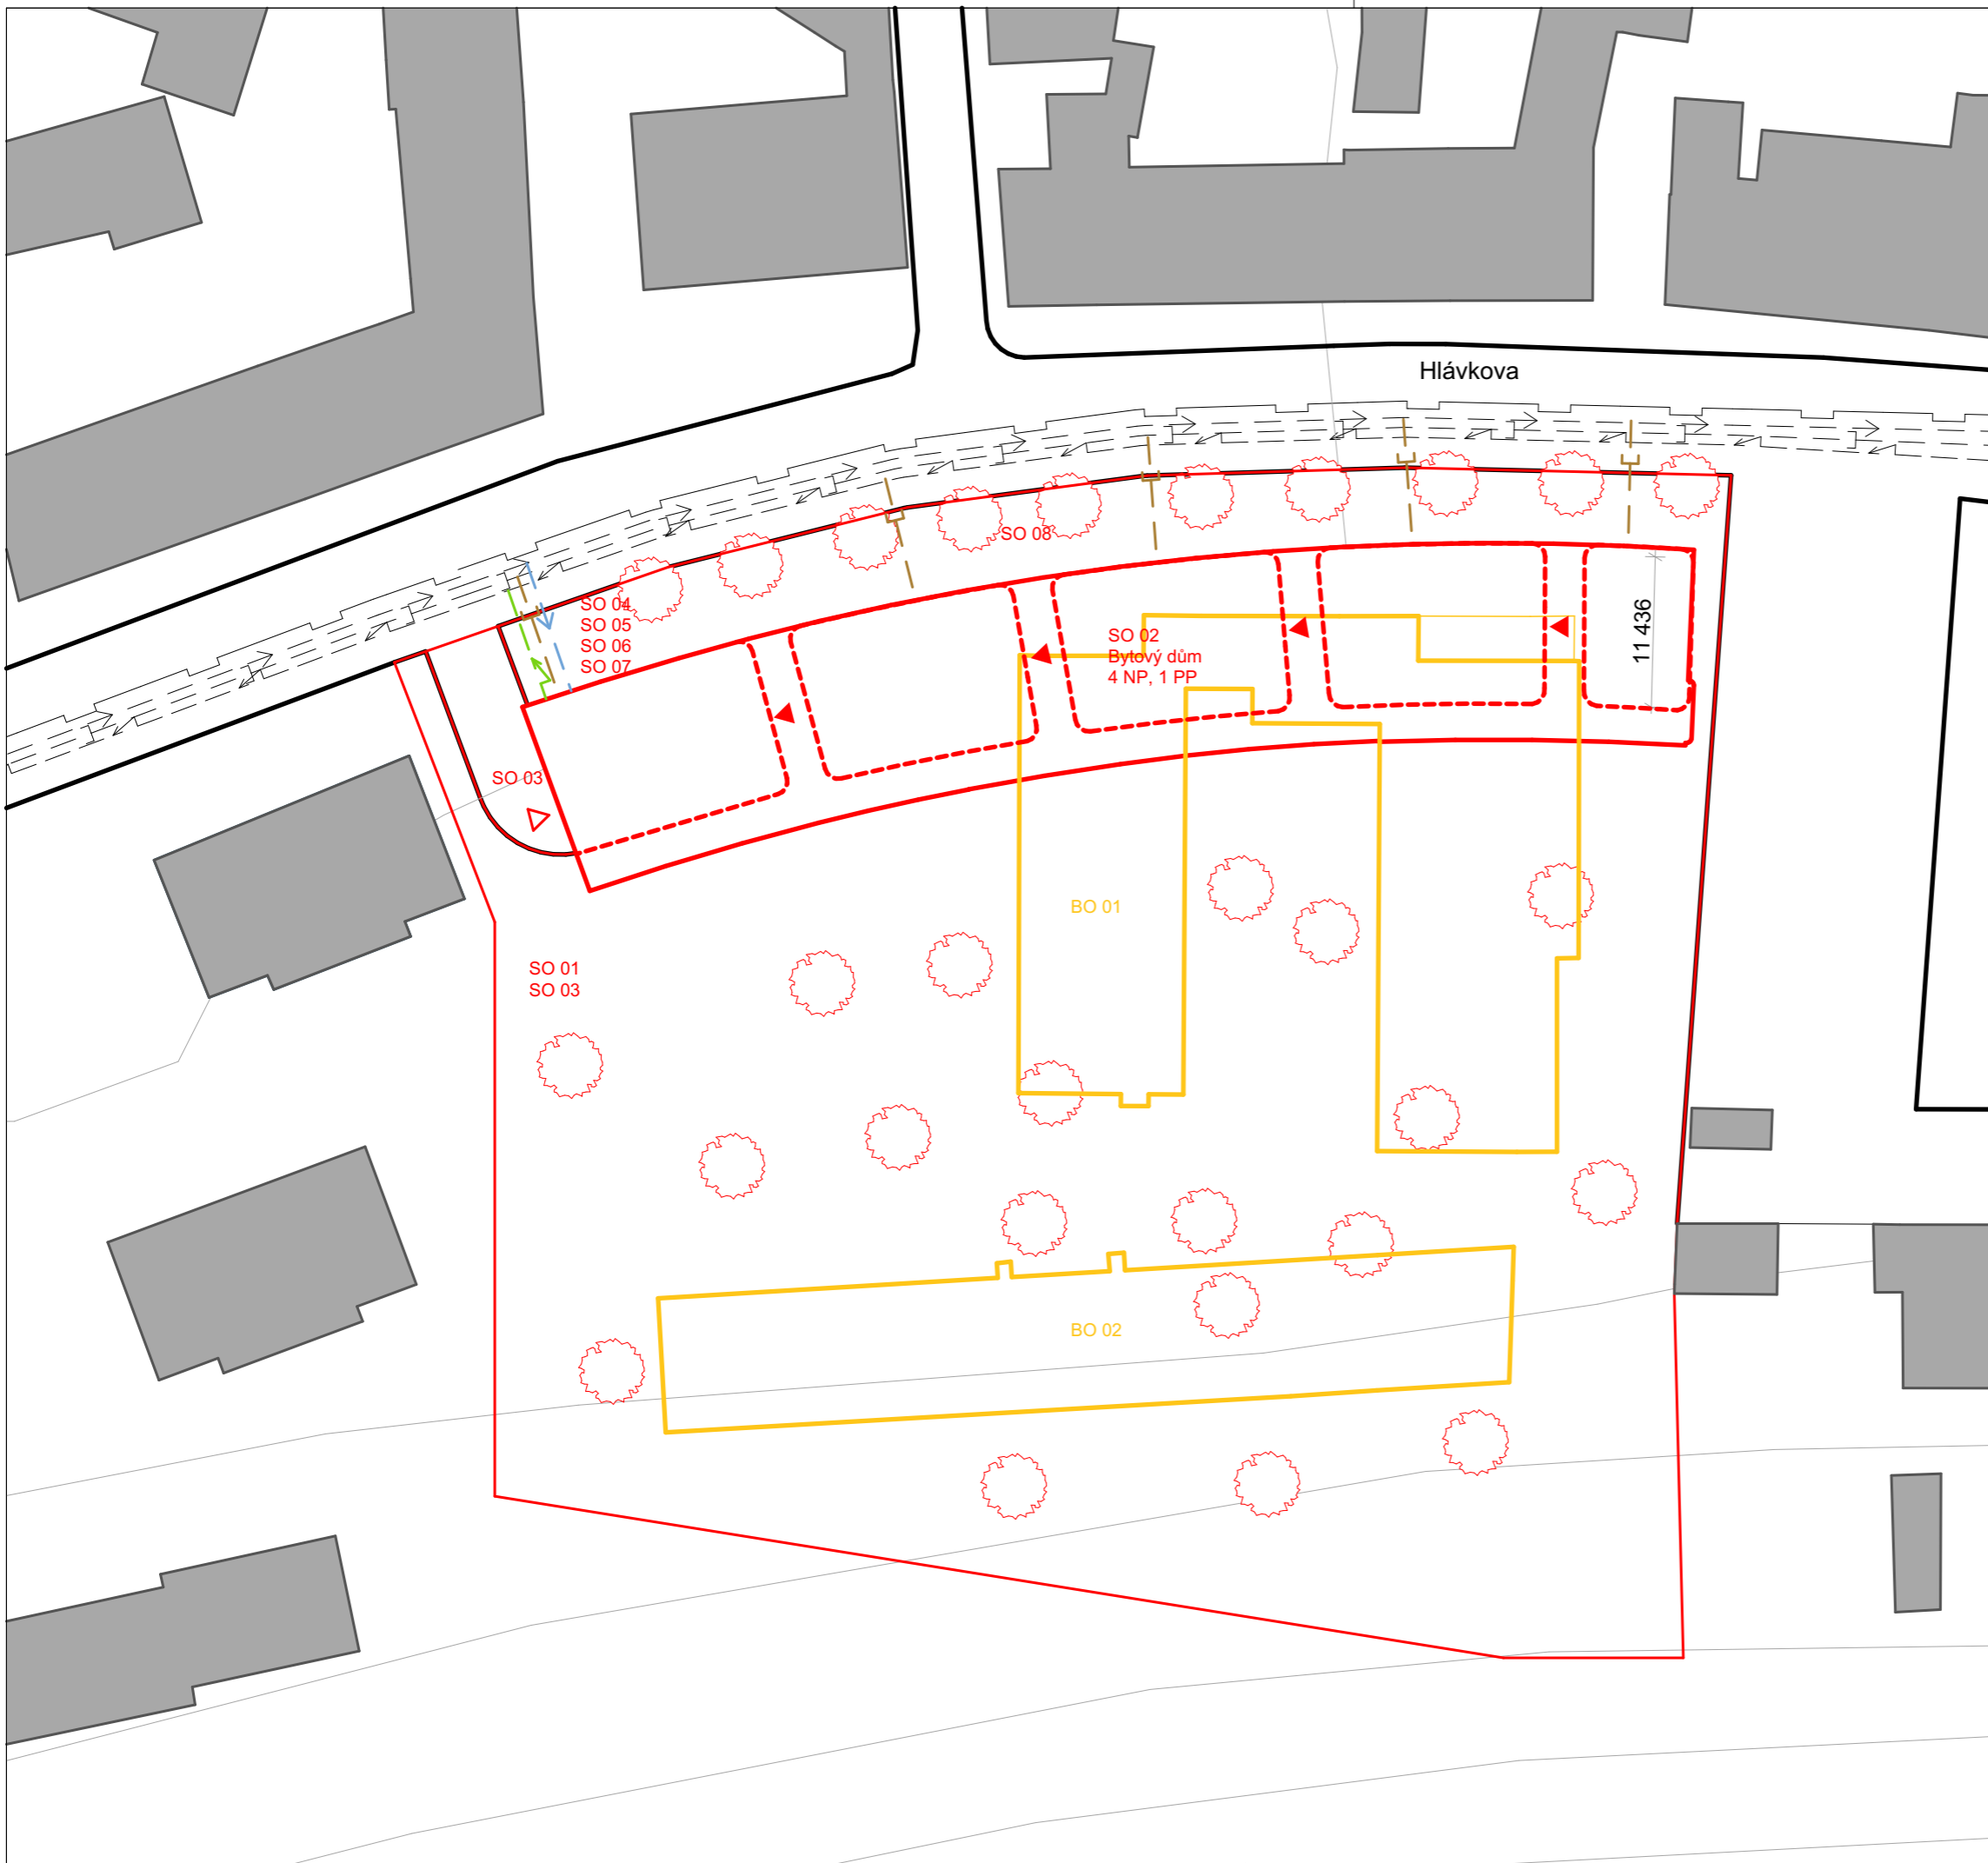 Hlávkova
SO 08
SO 04
SO 05
SO 06
SO 07
SO 02
Bytový dům
4 NP, 1 PP
11 436
SO 03
BO 01
SO 01
SO 03
BO 02